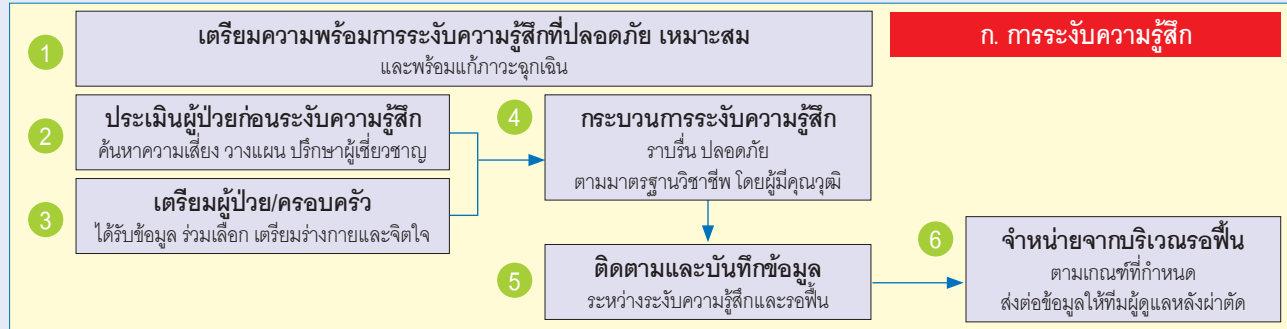 ก. การระงับความรู้สึก
1
เตรียมความพร้อมการระงับความรู้สึกที่ปลอดภัย เหมาะสม
และพร้อมแก้ภาวะฉุกเฉิน
2
ประเมินผู้ป่วยก่อนระงับความรู้สึก
ค้นหาความเสี่ยง วางแผน ปรึกษาผู้เชี่ยวชาญ
3
เตรียมผู้ป่วย/ครอบครัว
ได้รับข้อมูล ร่วมเลือก เตรียมร่างกายและจิตใจ
4
กระบวนการระงับความรู้สึก
ราบรื่น ปลอดภัย
ตามมาตรฐานวิชาชีพ โดยผู้มีคุณวุฒิ
5
ติดตามและบันทึกข้อมูล
ระหว่างระงับความรู้สึกและรอฟื้น
6
จำหน่ายจากบริเวณรอฟื้น
ตามเกณฑ์ที่กำหนด
ส่งต่อข้อมูลให้ทีมผู้ดูแลหลังผ่าตัด